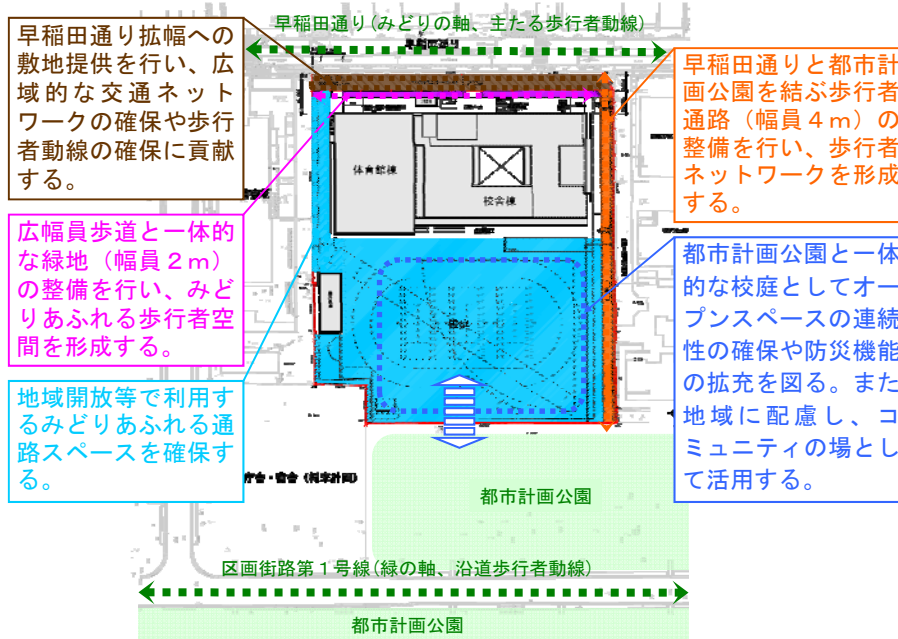 早稲田通り(みどりの軸、主たる歩行者動線)
早稲田通り拡幅への
敷地提供を行い、広
域的な交通ネット
ワークの確保や歩行
者動線の確保に貢献
する。
早稲田通りと都市計
画公園を結ぶ歩行者
通路（幅員４ｍ）の
整備を行い、歩行者
ネットワークを形成
する。
体育館棟
校舎棟
広幅員歩道と一体的
な緑地（幅員２ｍ）
の整備を行い、みど
りあふれる歩行者空
間を形成する。
都市計画公園と一体
的な校庭としてオー
プンスペースの連続
性の確保や防災機能
の拡充を図る。また
地域に配慮し、コ
ミュニティの場とし
て活用する。
校庭
地域開放等で利用す
るみどりあふれる通
路スペースを確保す
る。
都市計画公園
区画街路第１号線(緑の軸、沿道歩行者動線)
都市計画公園